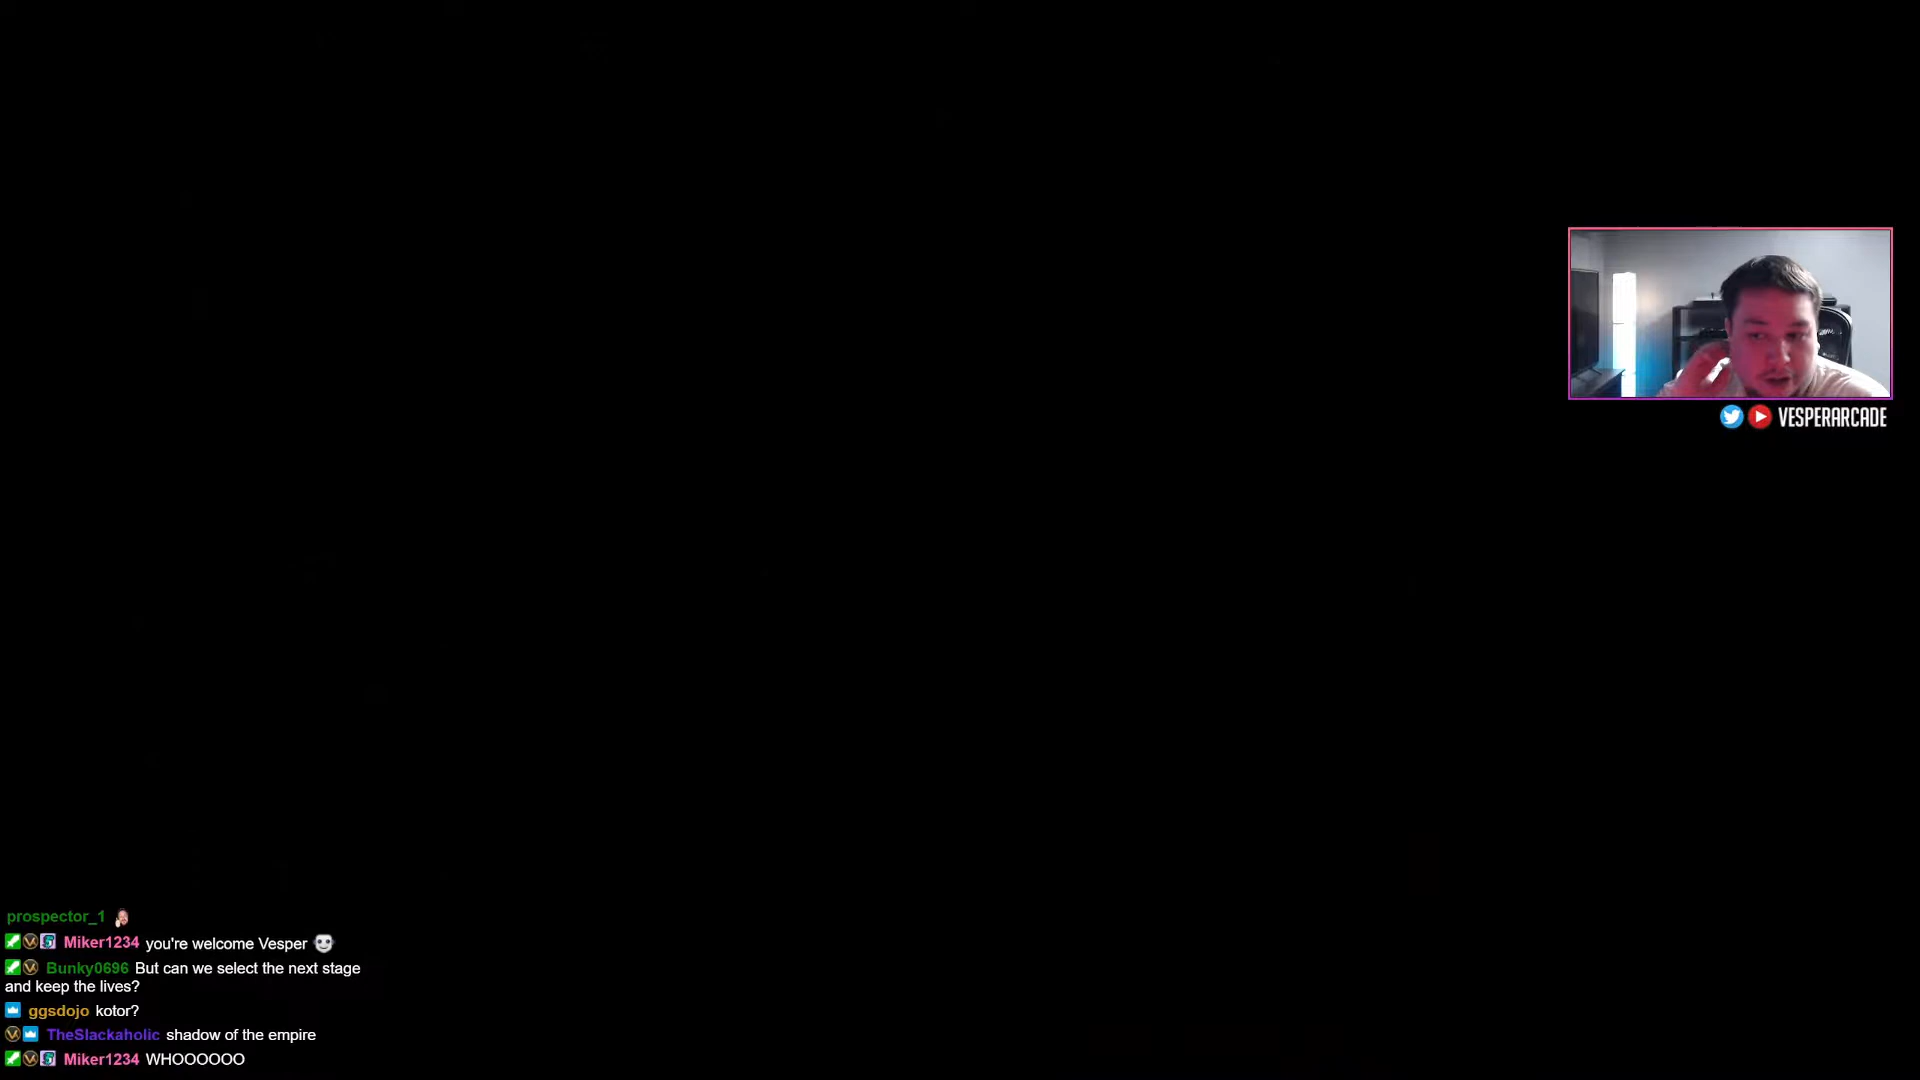 VESPERARCADE
prospector_1
Miker1234 you're welcome Vesper
Bunky0696 But can we select the next stage
and keep the lives?
ggsdojo kotor?
TheSlackaholic shadow of the empire
Miker1234 WHOOOOOO